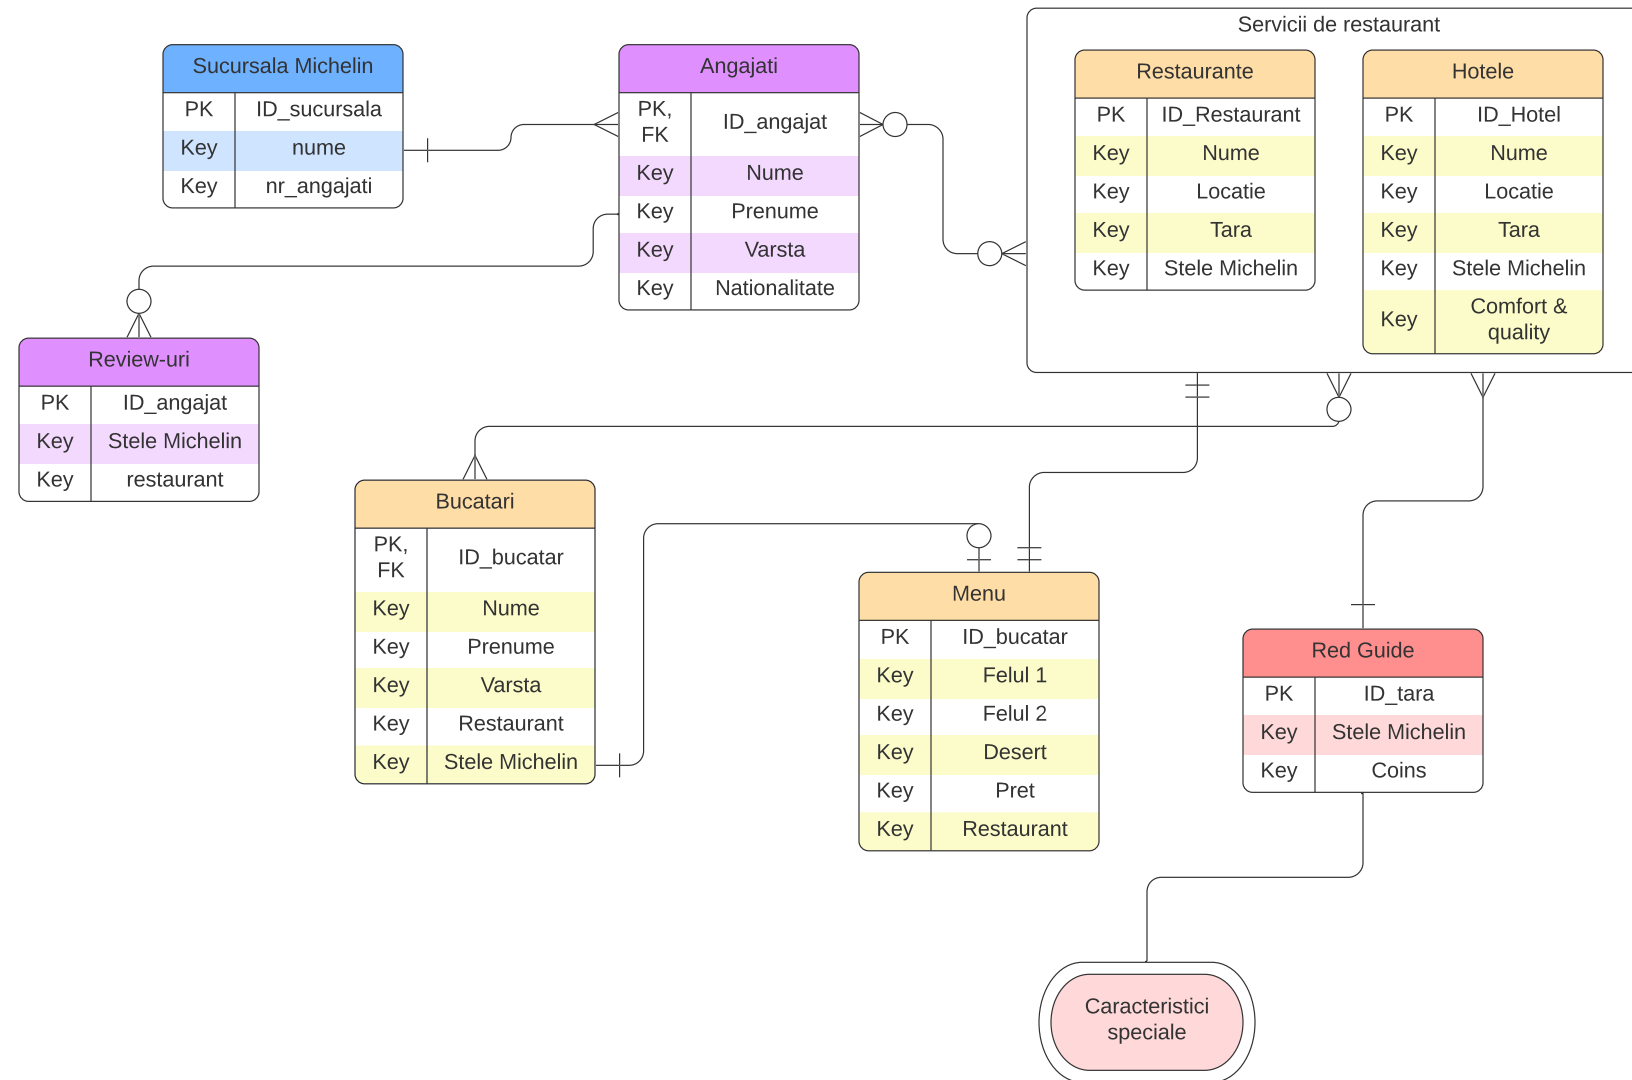 Servicii de restaurant
Sucursala Michelin
PK ID_sucursala
Key nume
Key nr_angajati
Angajati
PK,
FK ID_angajat
Key Nume
Key Prenume
Key Varsta
Key Nationalitate
Restaurante
PK ID_Restaurant
Key Nume
Key Locatie
Key Tara
Key Stele Michelin
Hotele
PK ID_Hotel
Key Nume
Key Locatie
Key Tara
Key Stele Michelin
Key Comfort &
quality
Review-uri
PK ID_angajat
Key Stele Michelin
Key restaurant
Bucatari
PK,
FK ID_bucatar
Key Nume
Key Prenume
Key Varsta
Key Restaurant
Key Stele Michelin
Menu
PK ID_bucatar
Key Felul 1
Key Felul 2
Key Desert
Key Pret
Key Restaurant
Red Guide
PK ID_tara
Key Stele Michelin
Key Coins
Caracteristici
speciale